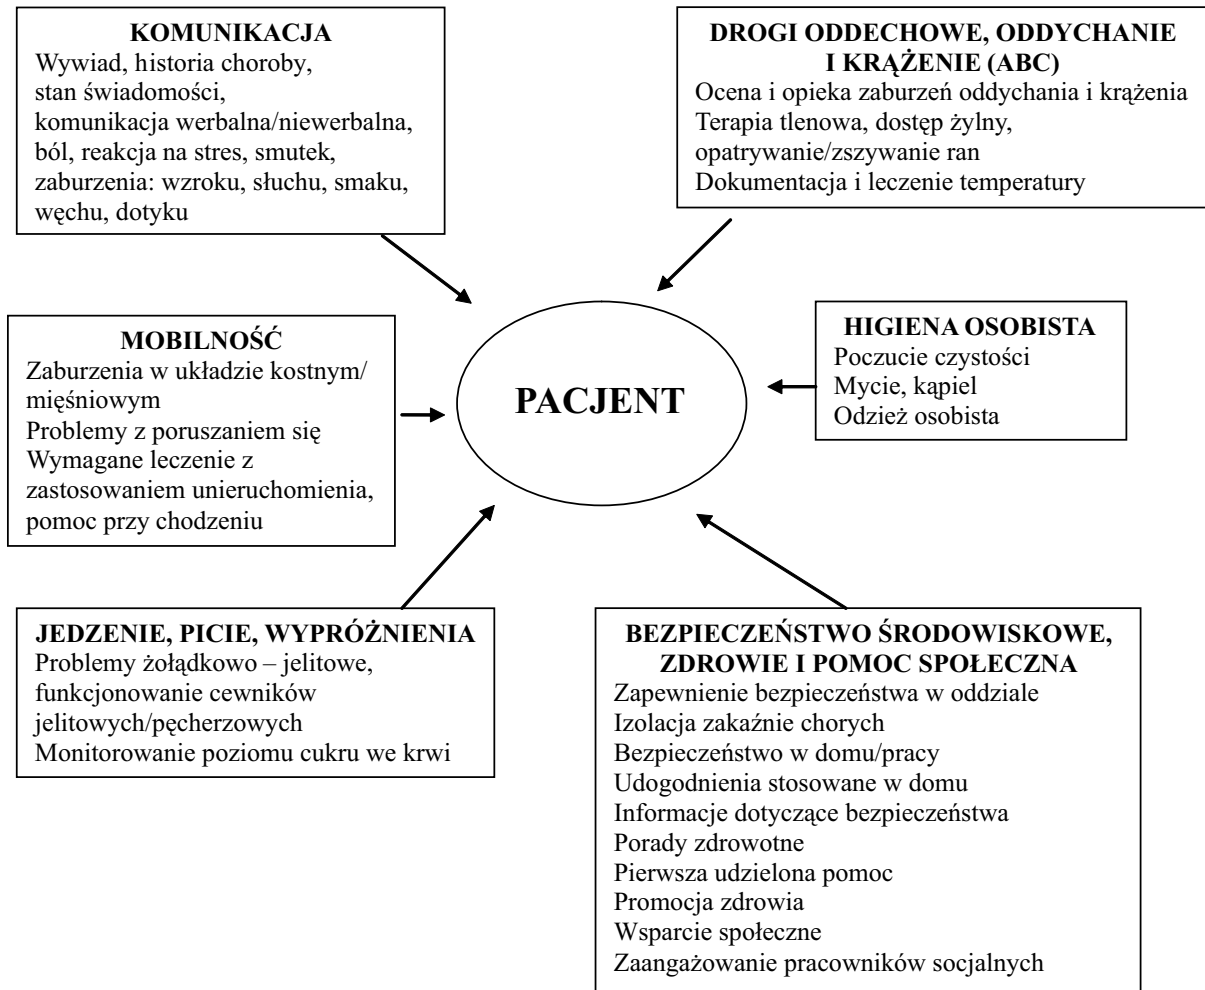 KOMUNIKACJA
Wywiad, historia choroby,
stan świadomości,
komunikacja werbalna/niewerbalna,
ból, reakcja na stres, smutek,
zaburzenia: wzroku, słuchu, smaku,
węchu, dotyku
DROGI ODDECHOWE, ODDYCHANIE
I KRĄŻENIE (ABC)
Ocena i opieka zaburzeń oddychania i krążenia
Terapia tlenowa, dostęp żylny,
opatrywanie/zszywanie ran
Dokumentacja i leczenie temperatury
MOBILNOŚĆ
Zaburzenia w układzie kostnym/
mięśniowym
Problemy z poruszaniem się
Wymagane leczenie z
zastosowaniem unieruchomienia,
pomoc przy chodzeniu
PACJENT
HIGIENA OSOBISTA
Poczucie czystości
Mycie, kąpiel
Odzież osobista
JEDZENIE, PICIE, WYPRÓŻNIENIA
Problemy żołądkowo – jelitowe,
funkcjonowanie cewników
jelitowych/pęcherzowych
Monitorowanie poziomu cukru we krwi
BEZPIECZEŃSTWO ŚRODOWISKOWE,
ZDROWIE I POMOC SPOŁECZNA
Zapewnienie bezpieczeństwa w oddziale
Izolacja zakaźnie chorych
Bezpieczeństwo w domu/pracy
Udogodnienia stosowane w domu
Informacje dotyczące bezpieczeństwa
Porady zdrowotne
Pierwsza udzielona pomoc
Promocja zdrowia
Wsparcie społeczne
Zaangażowanie pracowników socjalnych